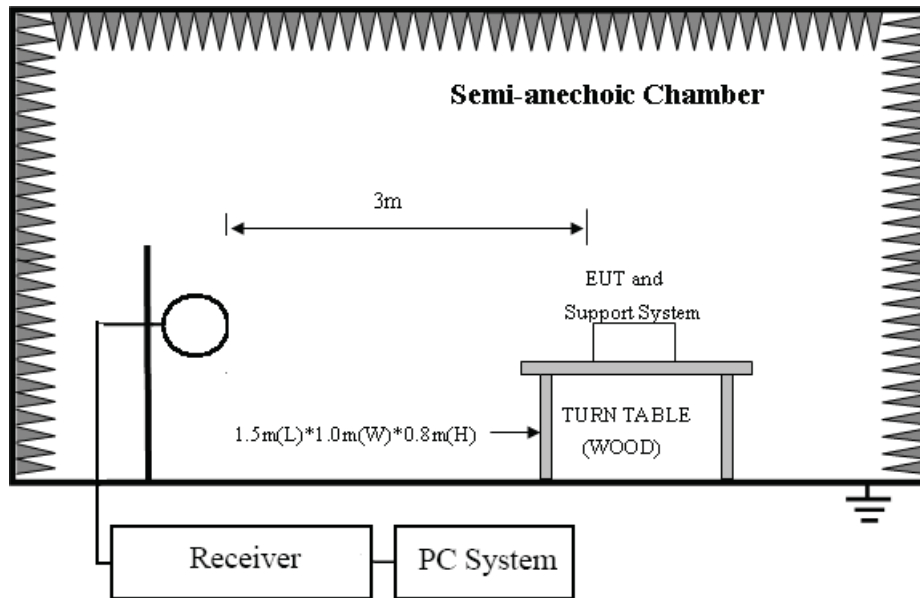 Semi-anechoic Chamber
3m
EUT and
Support System
1.5m(L)*1.0m(W)*0.8m(H)
TURN TABLE
(WOOD)
Receiver
PC System